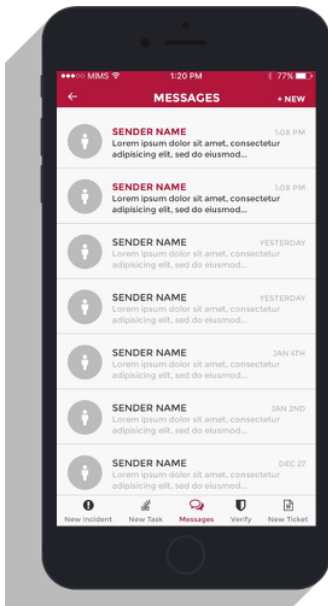 MIMS 1:20 PM 77%
MESSAGES + NEW
SENDER NAME 1:08 PM
Lorem ipsum dolor sit amet, consectetur
adipisicing elit, sed do eiusmod...
SENDER NAME 1:08 PM
Lorem ipsum dolor sit amet, consectetur
adipisicing elit, sed do eiusmod...
SENDER NAME YESTERDAY
Lorem ipsum dolor sit amet, consectetur
adipisicing elit, sed do eiusmod...
SENDER NAME YESTERDAY
Lorem ipsum dolor sit amet, consectetur
adipisicing elit, sed do eiusmod...
SENDER NAME JAN 4TH
Lorem ipsum dolor sit amet, consectetur
adipisicing elit, sed do eiusmod...
SENDER NAME JAN 2ND
Lorem ipsum dolor sit amet, consectetur
adipisicing elit, sed do eiusmod...
SENDER NAME DEC 27
Lorem ipsum dolor sit amet, consectetur
adipisicing elit, sed do eiusmod...
New Incident New Task Messages Verify New Ticket